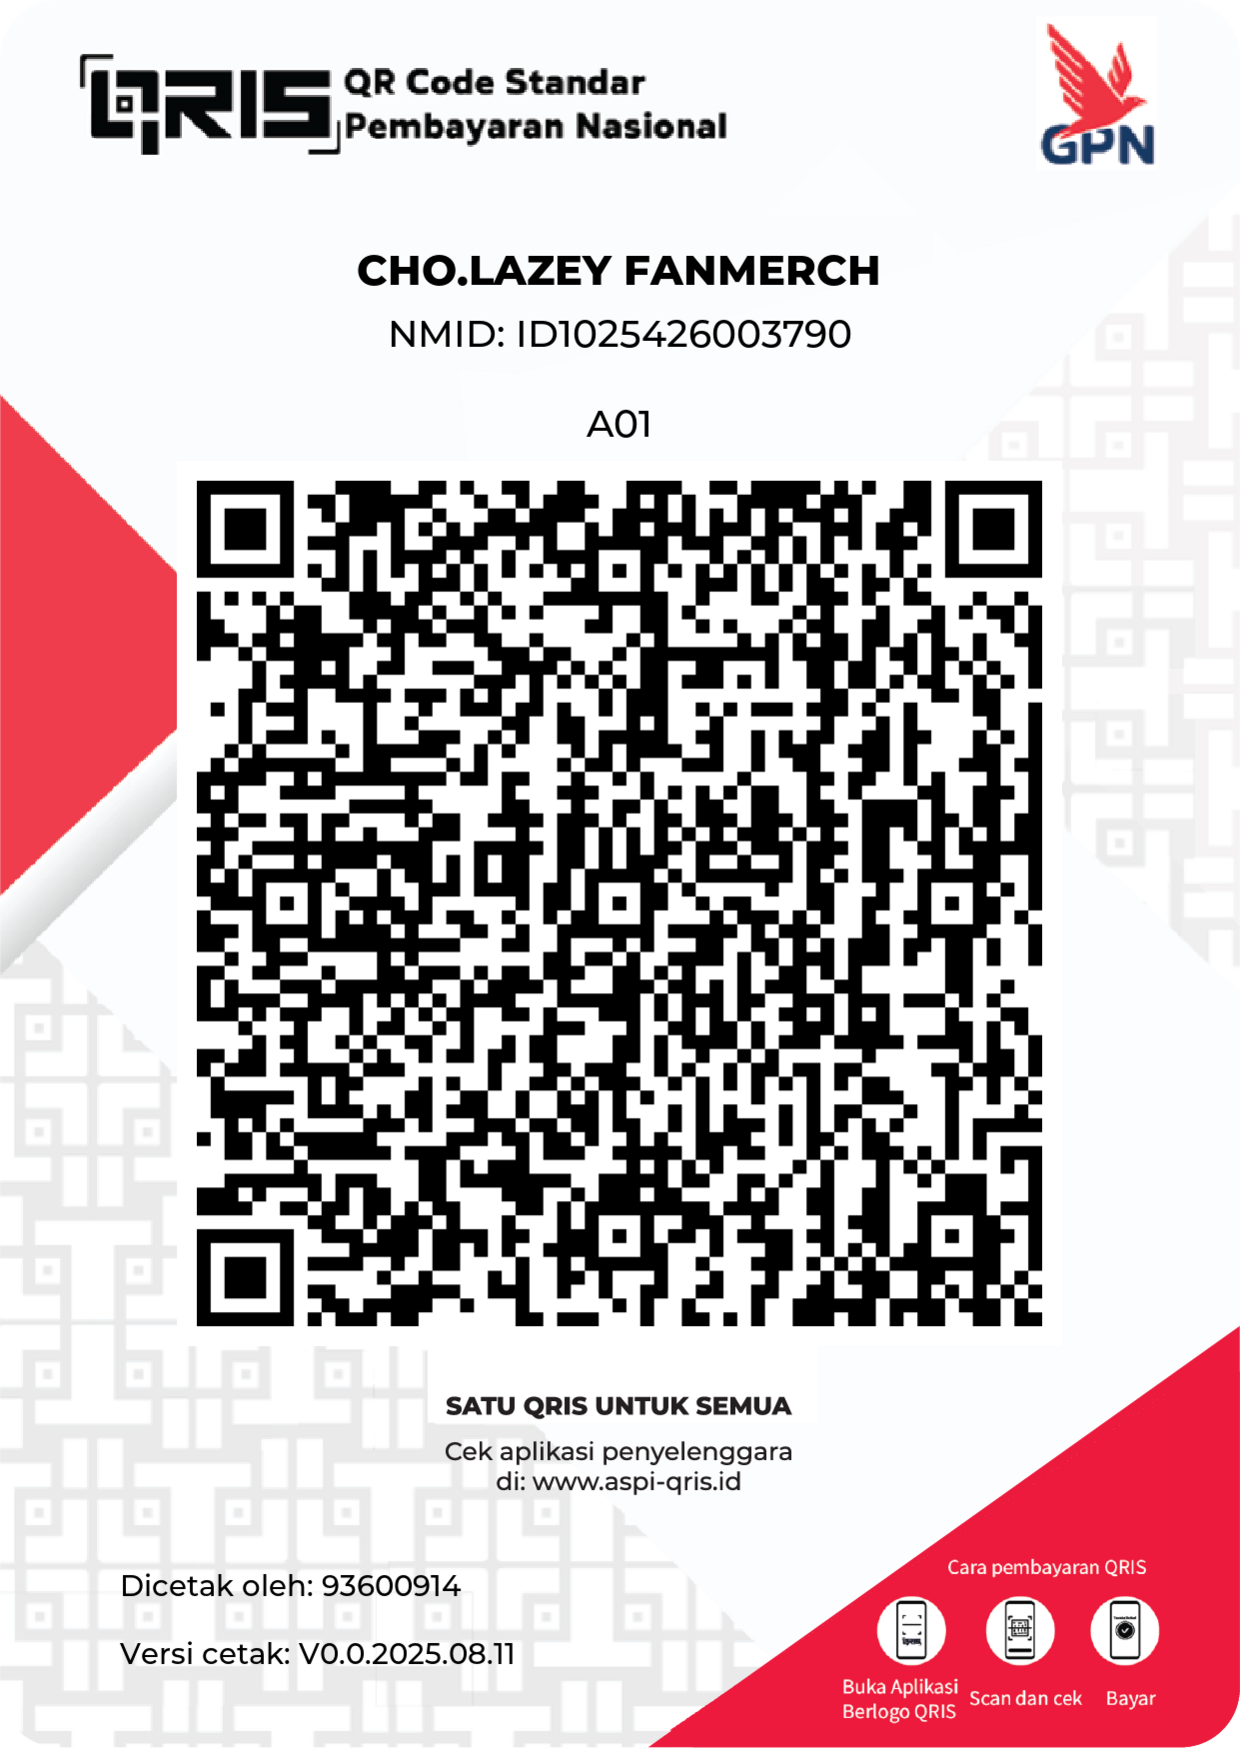 QRIS QR Code Standar
Pembayaran Nasional
GPN
CHO.LAZEY FANMERCH
NMID: ID1025426003790
A01
SATU QRIS UNTUK SEMUA
Cek aplikasi penyelenggara
di: www.aspi-qris.id
Dicetak oleh: 93600914
Versi cetak: V0.0.2025.08.11
Cara pembayaran QRIS
Buka Aplikasi
Berlogo QRIS
Scan dan cek
Bayar